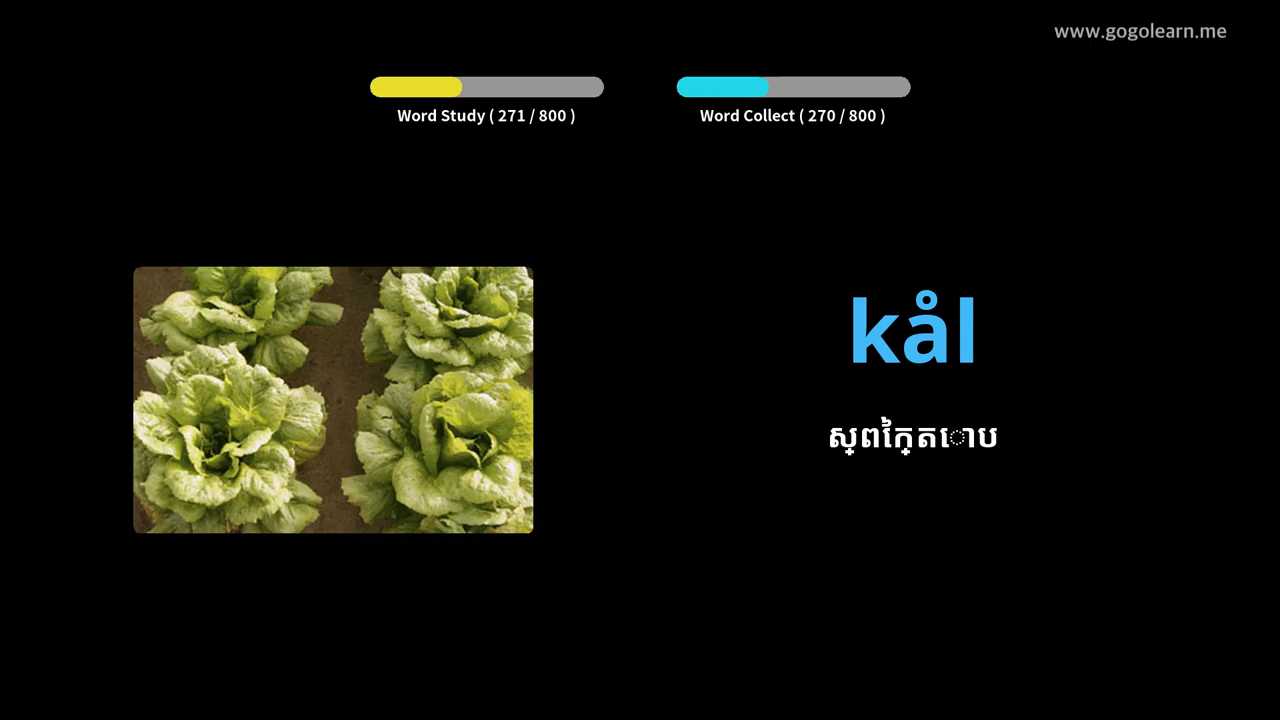 www.gogolearn.me
Word Study ( 271 / 800 )
Word Collect ( 270 / 800 )
kål
ស្ពៃក្តោប